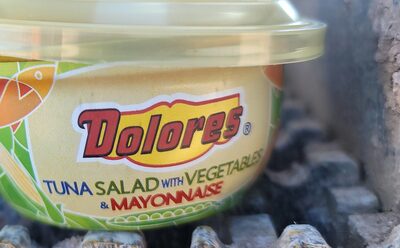 Dolores®
TUNA SALAD WITH VEGETABLES
& MAYONNAISE